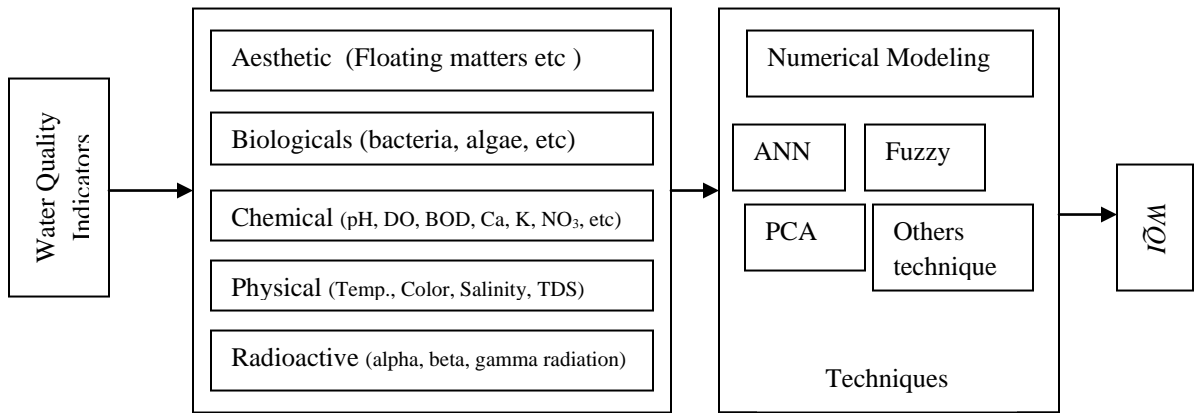 Water Quality
Indicators
Aesthetic (Floating matters etc )
Biologicals (bacteria, algae, etc)
Chemical (pH, DO, BOD, Ca, K, NO₃, etc)
Physical (Temp., Color, Salinity, TDS)
Radioactive (alpha, beta, gamma radiation)
Numerical Modeling
ANN
Fuzzy
PCA
Others
technique
Techniques
WQI